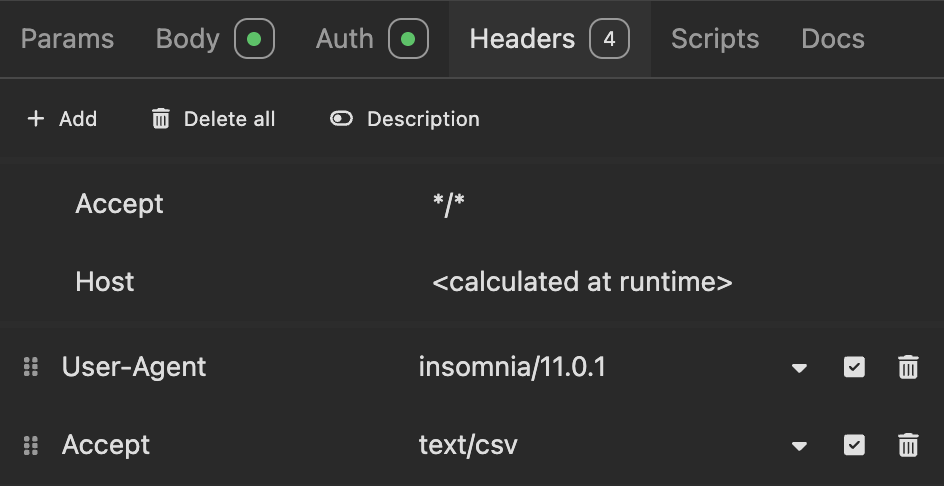 Params Body Auth Headers 4 Scripts Docs
+ Add Delete all Description
Accept */*
Host <calculated at runtime>
User-Agent insomnia/11.0.1
Accept text/csv